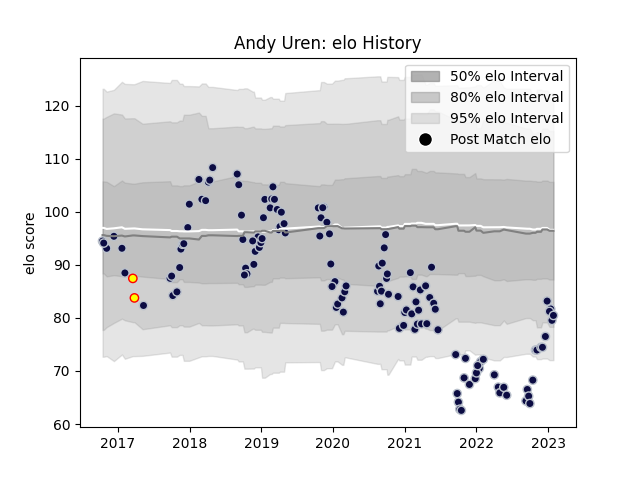 Andy Uren: elo History
50% elo Interval
80% elo Interval
95% elo Interval
Post Match elo
elo score
120
110
100
90
80
70
60
2017 2018 2019 2020 2021 2022 2023